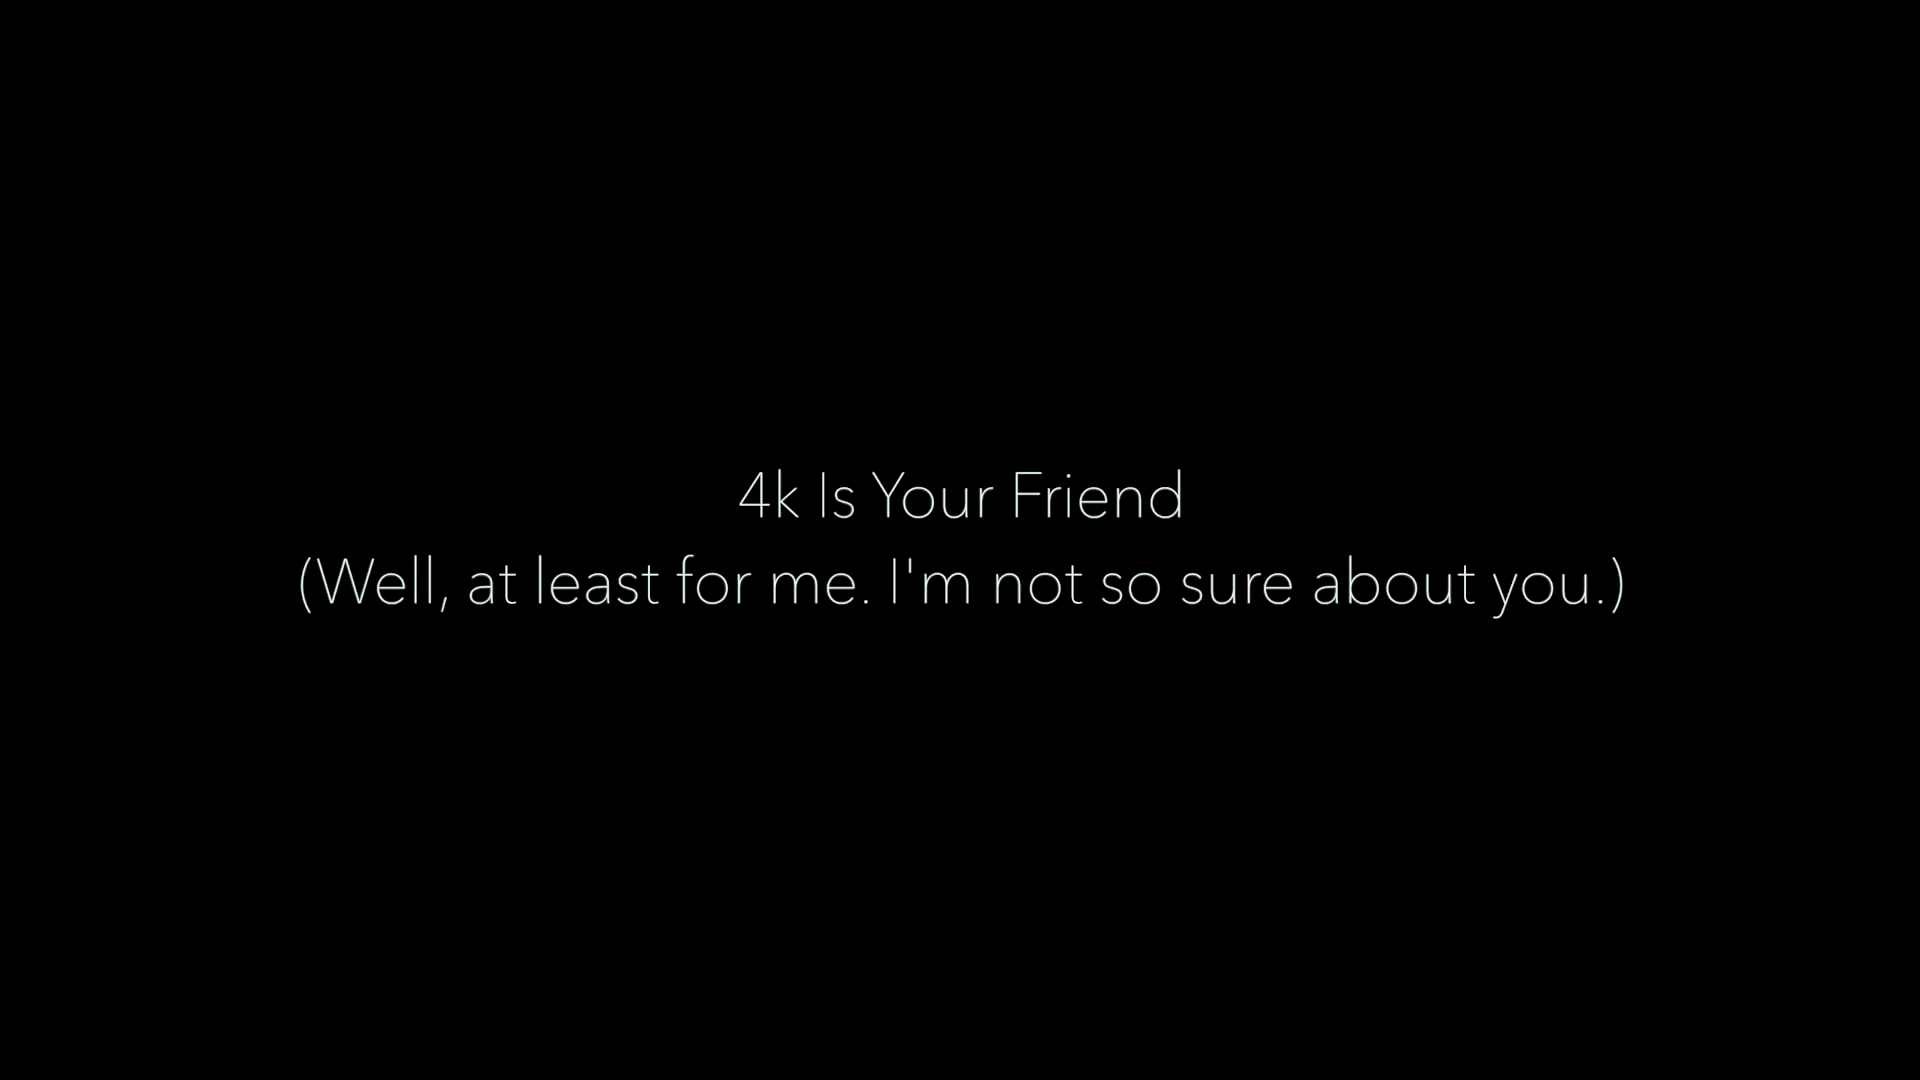 4k Is Your Friend
(Well, at least for me. I'm not so sure about you.)